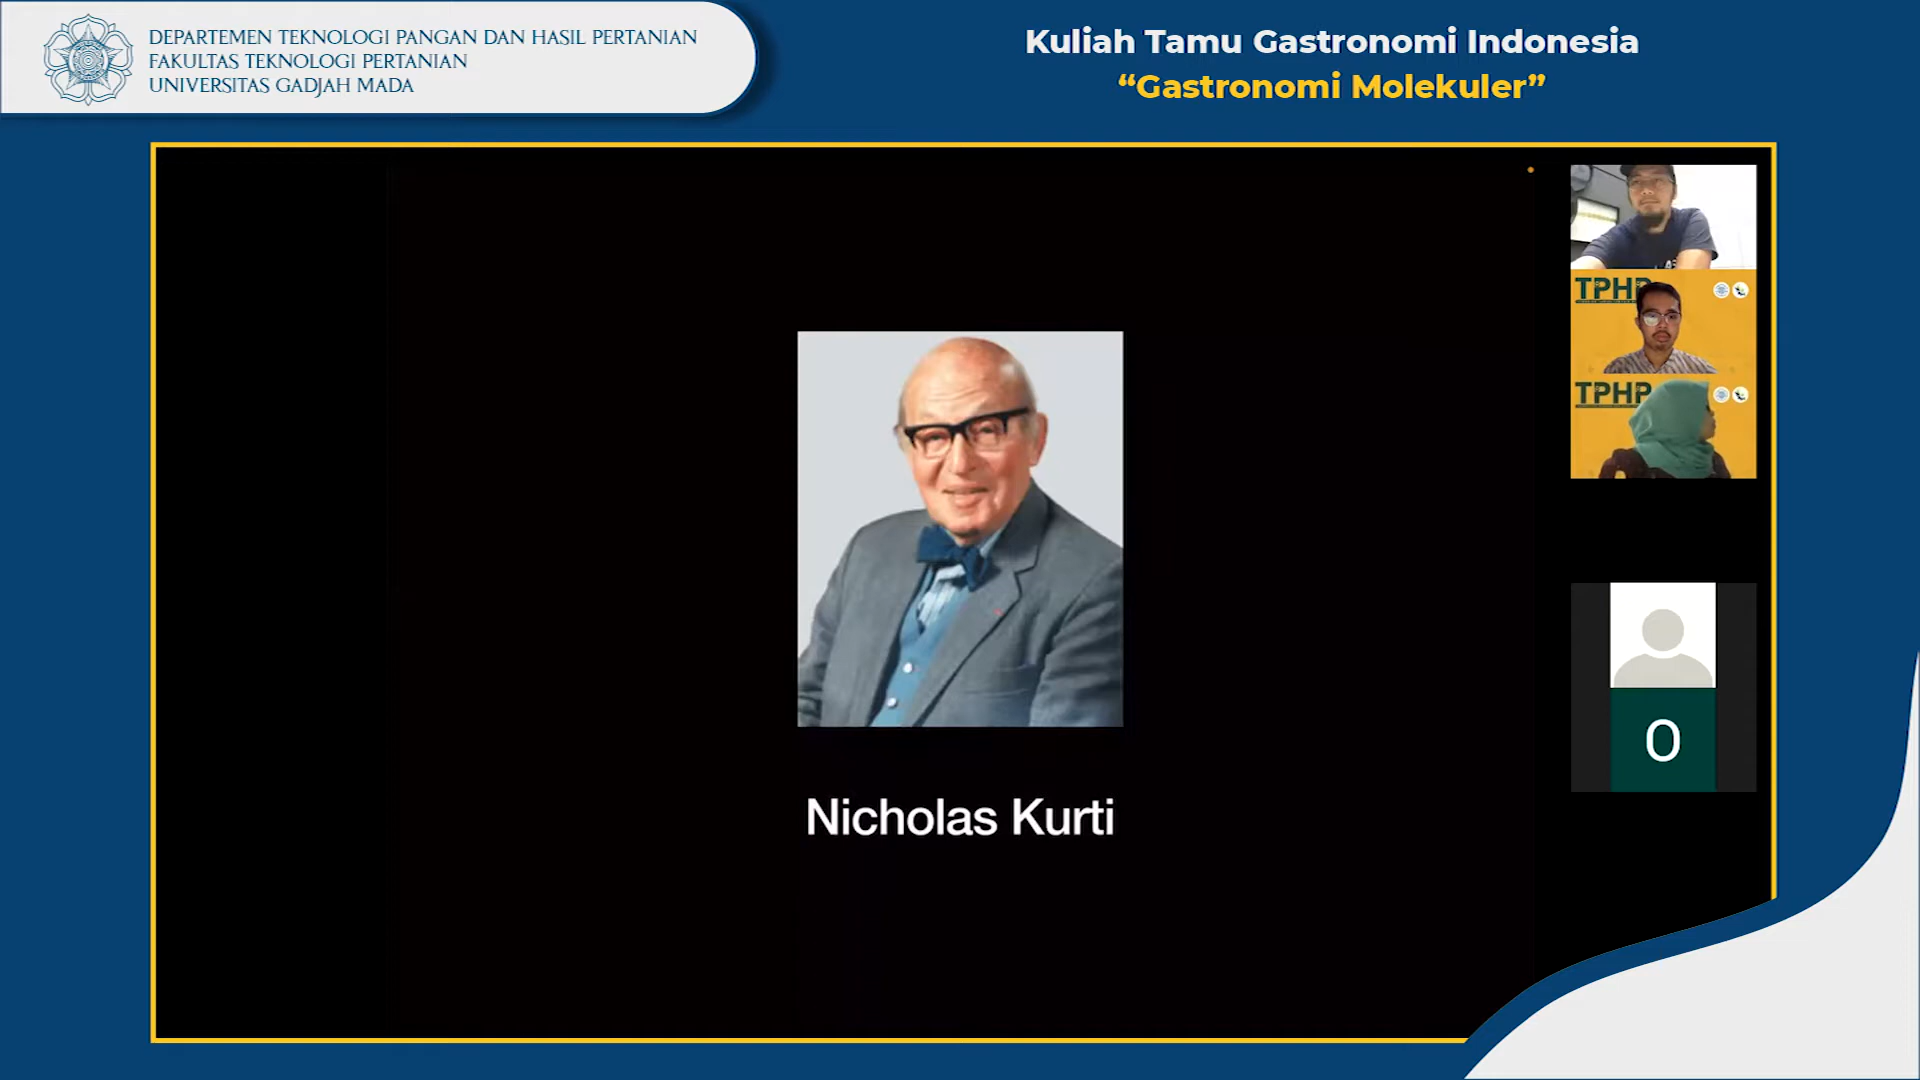 DEPARTEMEN TEKNOLOGI PANGAN DAN HASIL PERTANIAN
FAKULTAS TEKNOLOGI PERTANIAN
UNIVERSITAS GADJAH MADA
Kuliah Tamu Gastronomi Indonesia
“Gastronomi Molekuler”
TPHP
TPHP
O
Nicholas Kurti